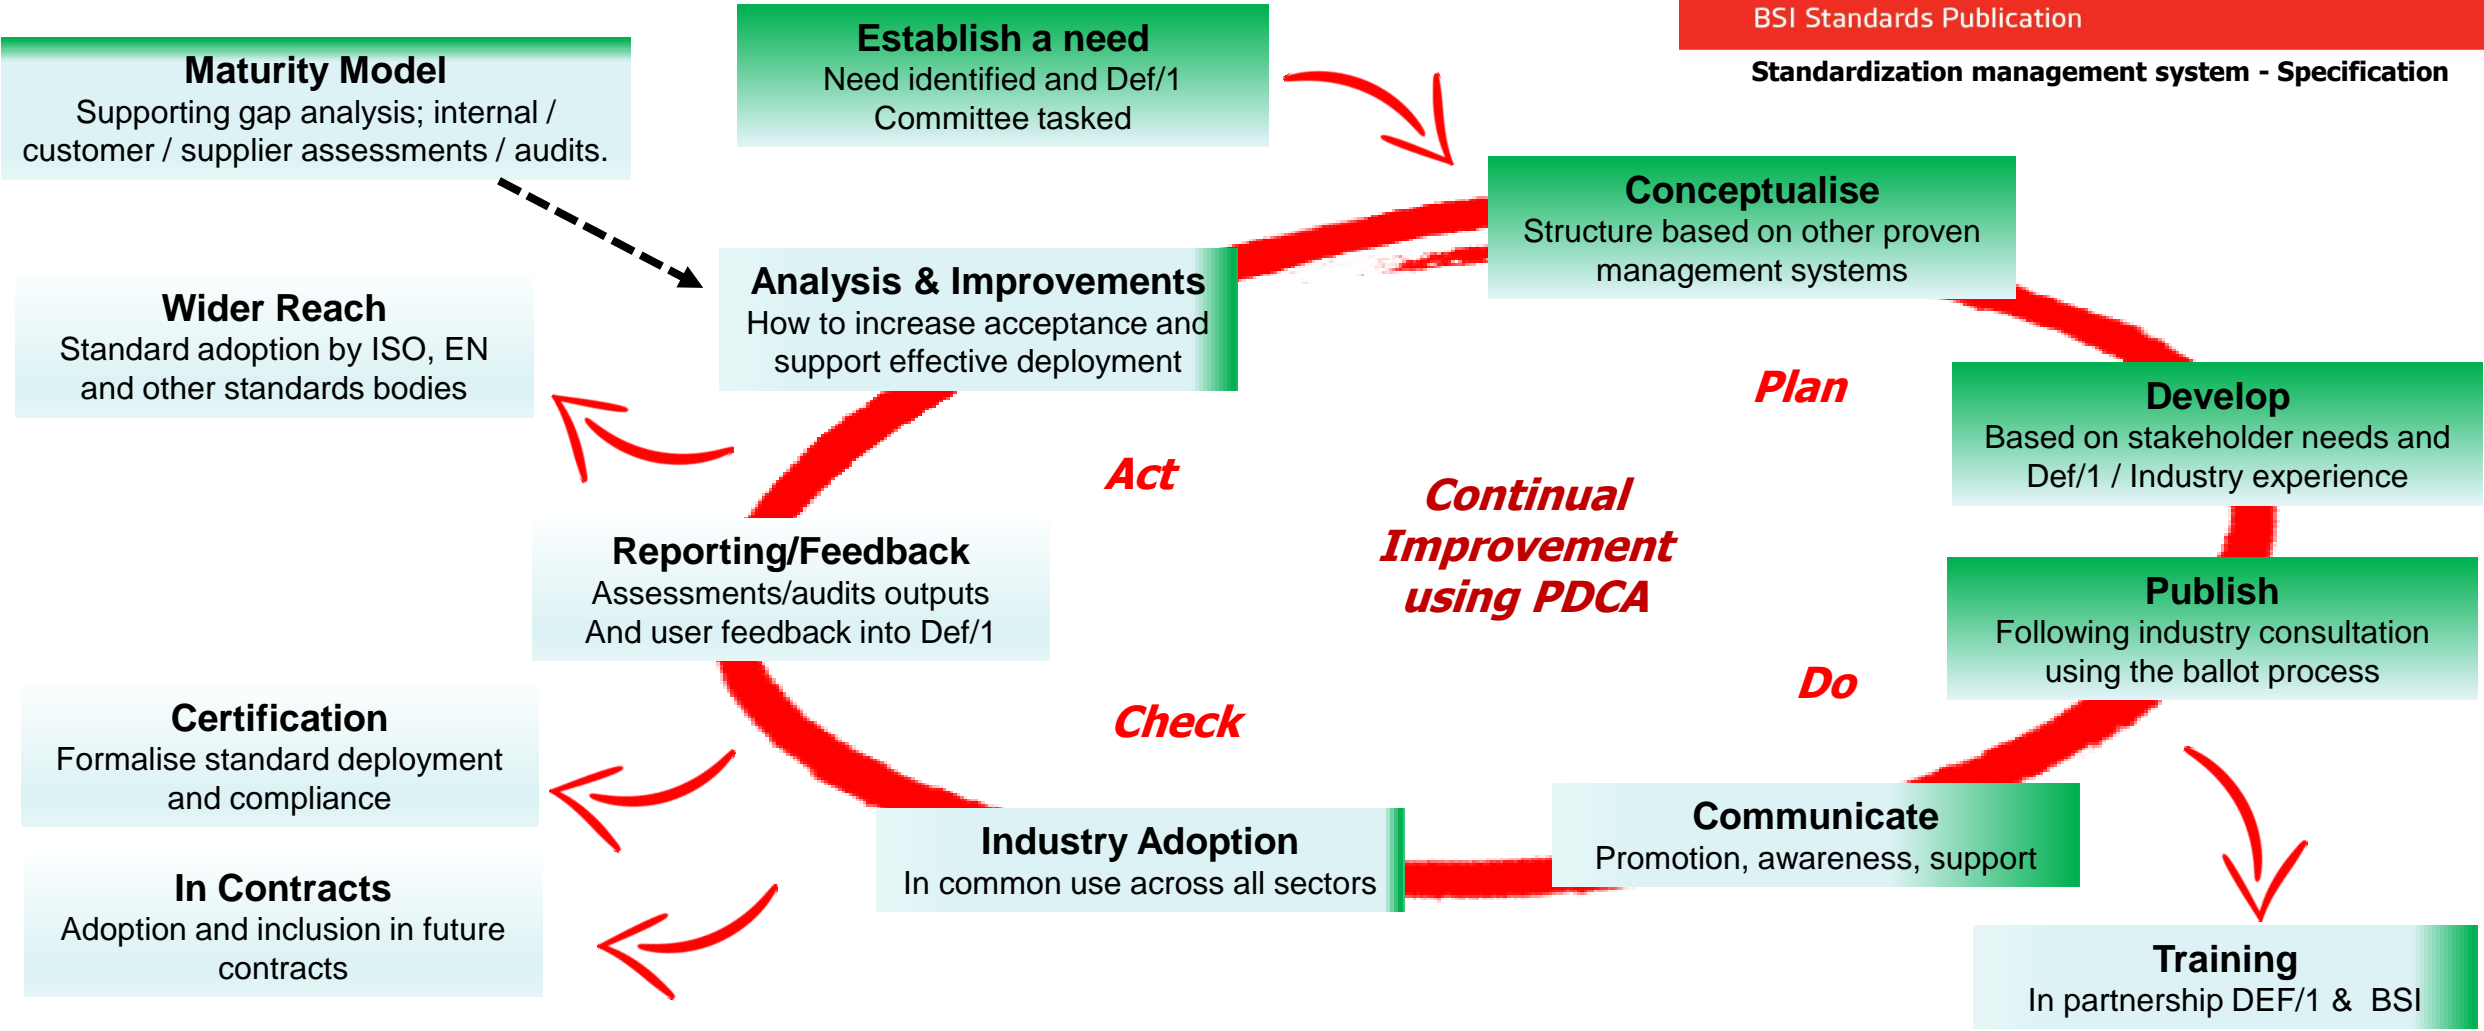 BSI Standards Publication
Standardization management system - Specification
Establish a need
Need identified and Def/1
Committee tasked
Maturity Model
Supporting gap analysis; internal /
customer / supplier assessments / audits.
Conceptualise
Structure based on other proven
management systems
Analysis & Improvements
How to increase acceptance and
support effective deployment
Wider Reach
Standard adoption by ISO, EN
and other standards bodies
Plan
Develop
Based on stakeholder needs and
Def/1 / Industry experience
Act
Continual
Improvement
using PDCA
Reporting/Feedback
Assessments/audits outputs
And user feedback into Def/1
Publish
Following industry consultation
using the ballot process
Do
Check
Certification
Formalise standard deployment
and compliance
Communicate
Promotion, awareness, support
Industry Adoption
In common use across all sectors
In Contracts
Adoption and inclusion in future
contracts
Training
In partnership DEF/1 & BSI